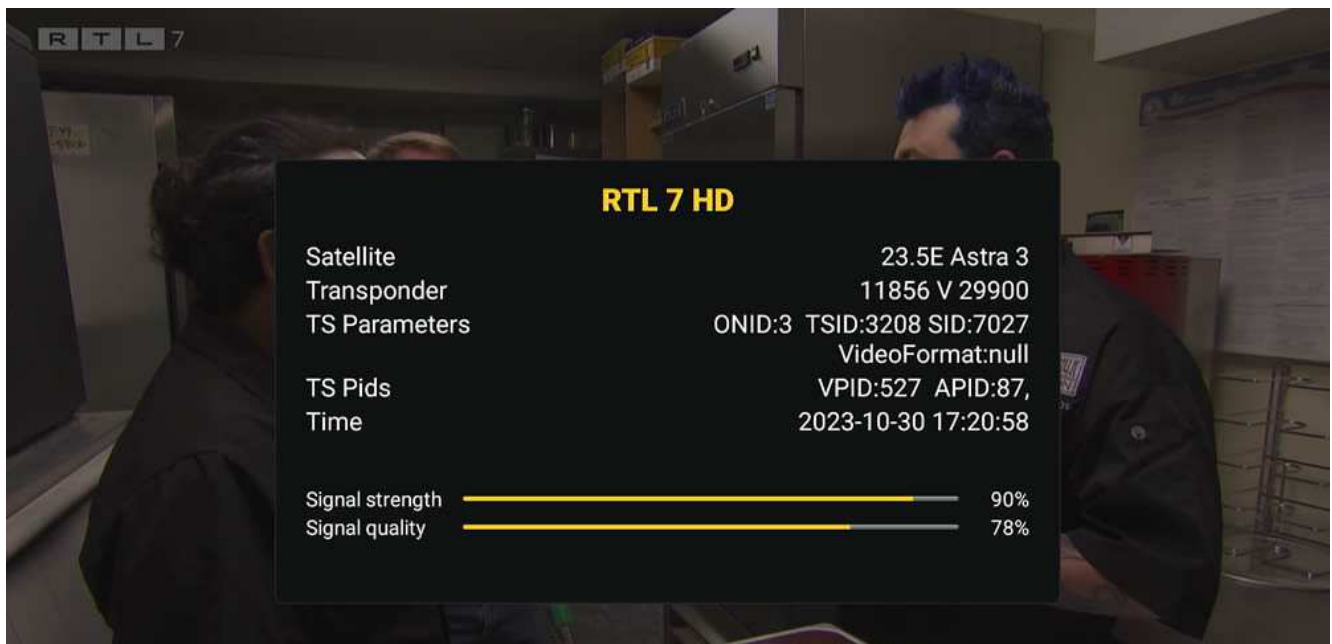 RTL 7
RTL 7 HD
Satellite 23.5E Astra 3
Transponder 11856 V 29900
TS Parameters ONID:3 TSID:3208 SID:7027
VideoFormat:null
TS Pids VPID:527 APID:87,
Time 2023-10-30 17:20:58
Signal strength 90%
Signal quality 78%